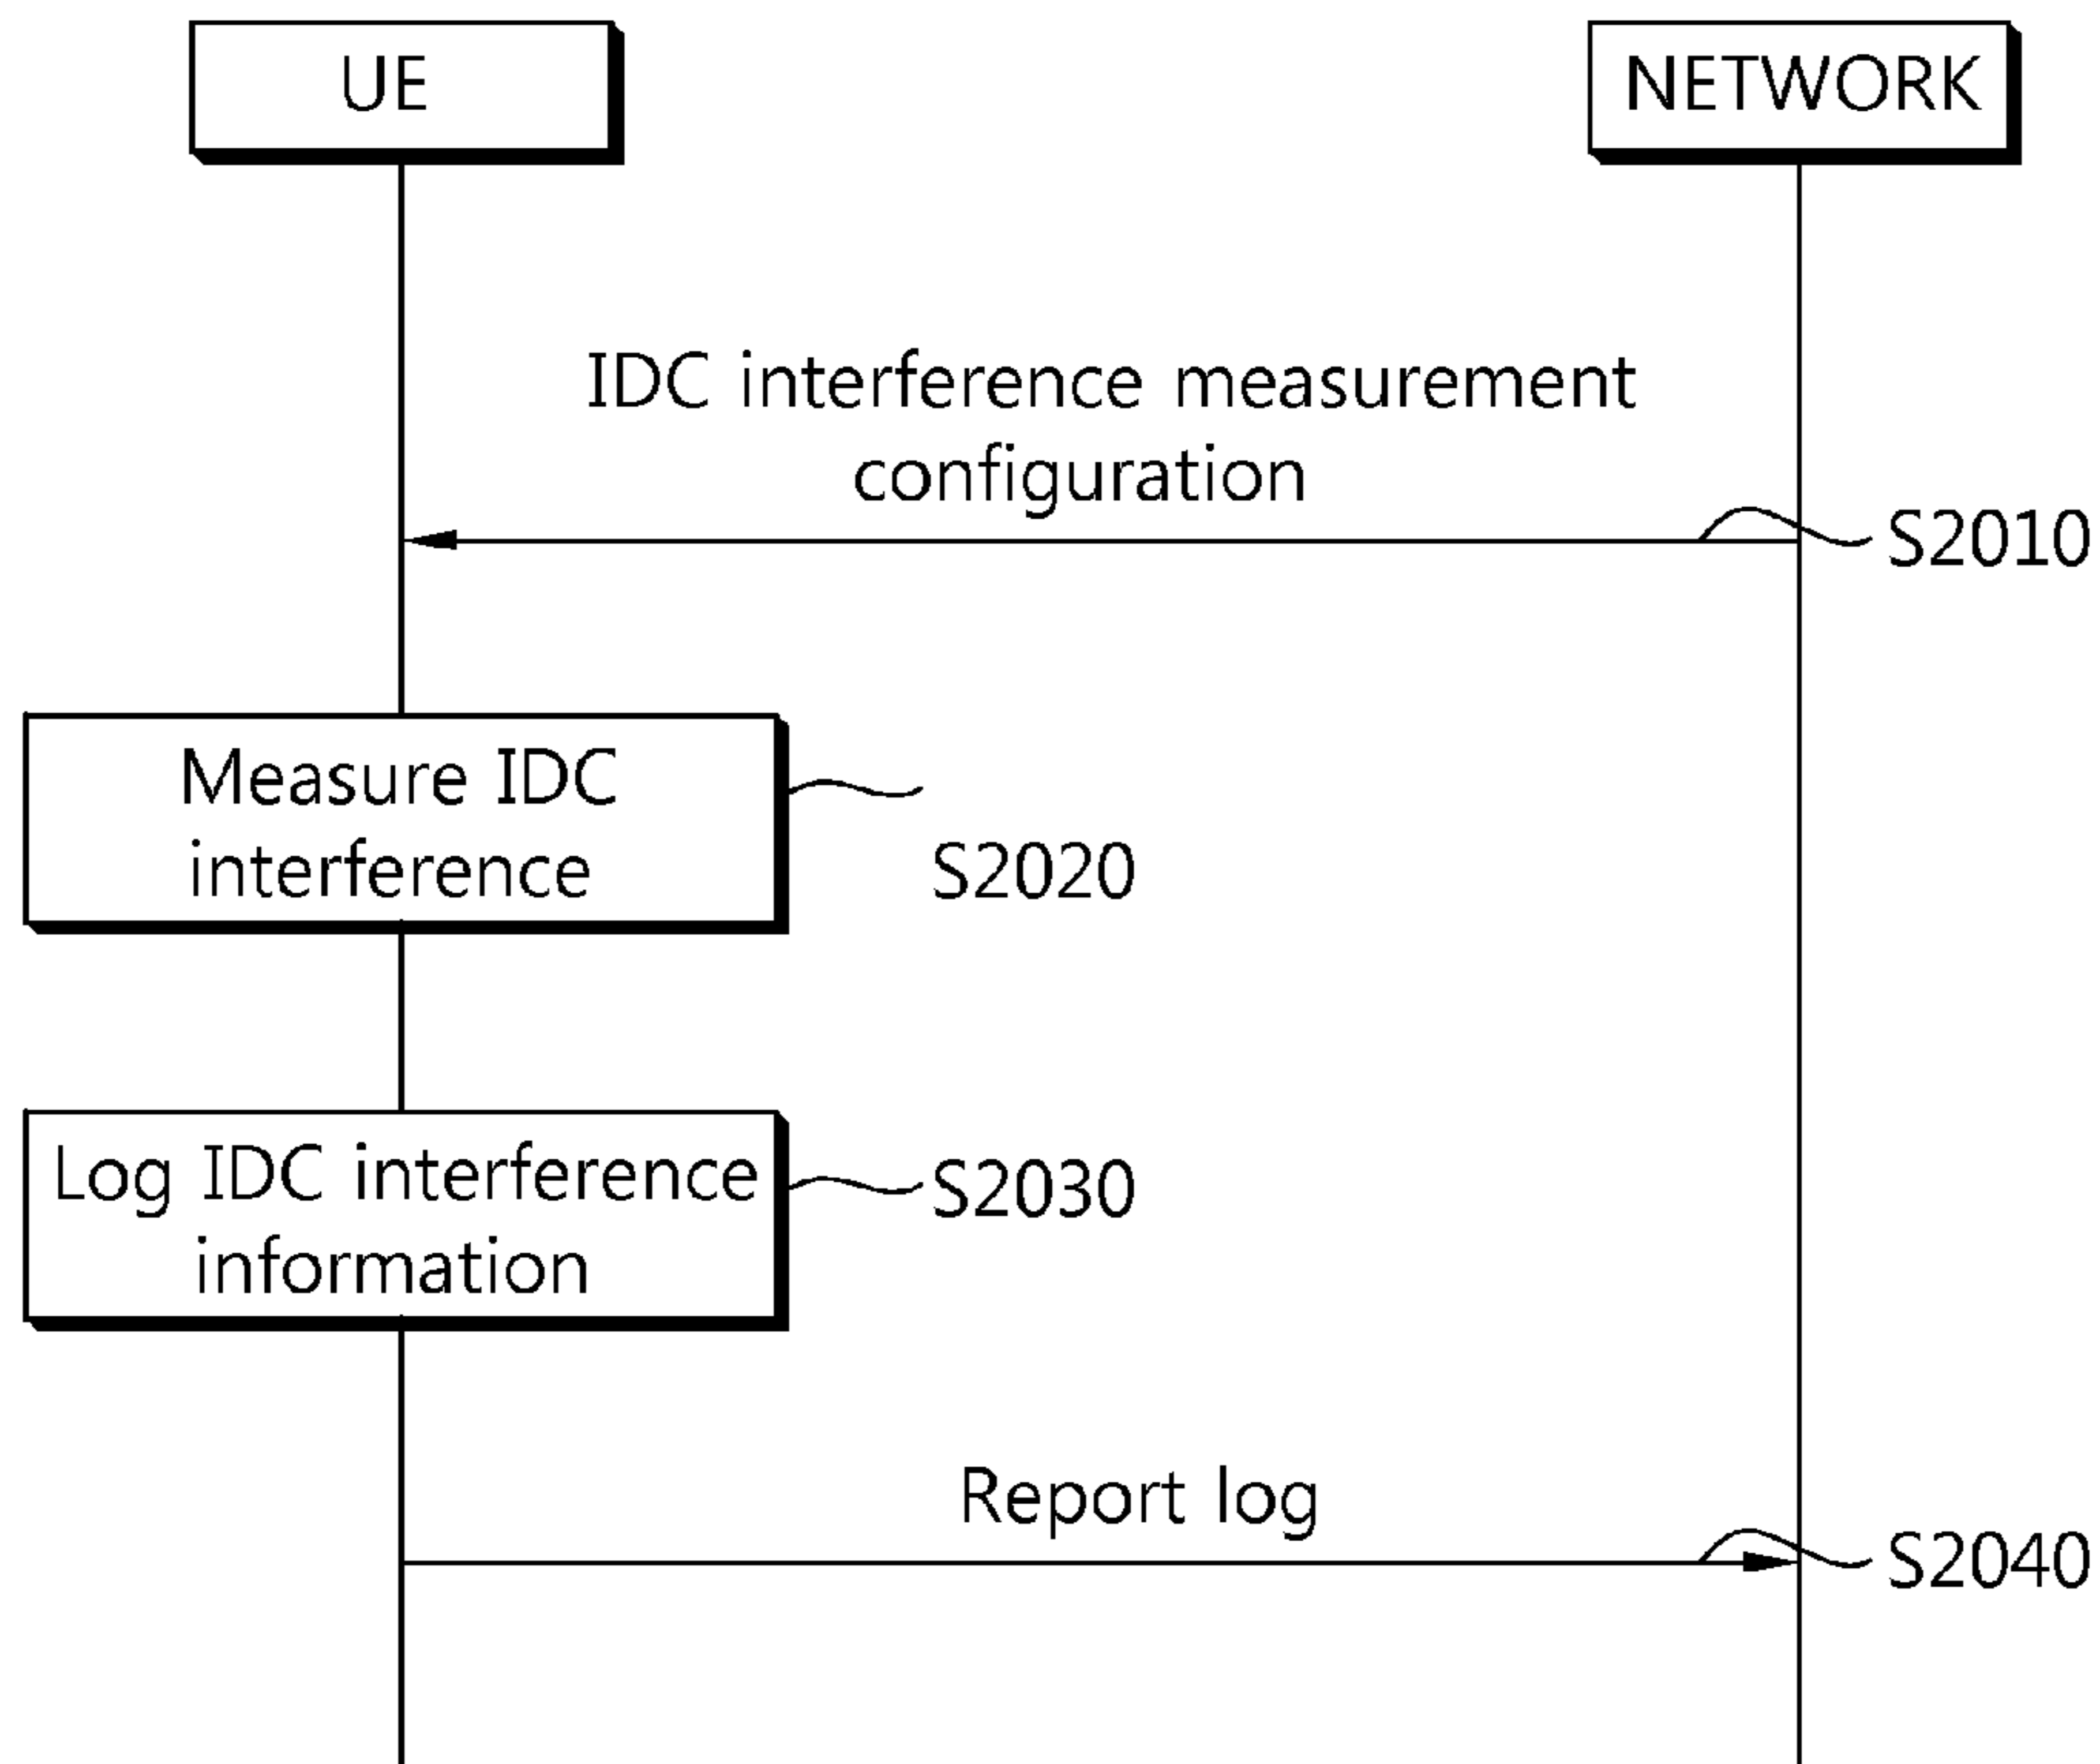 UE
NETWORK
IDC interference measurement
configuration
S2010
Measure IDC
interference
S2020
Log IDC interference
information
S2030
Report log
S2040